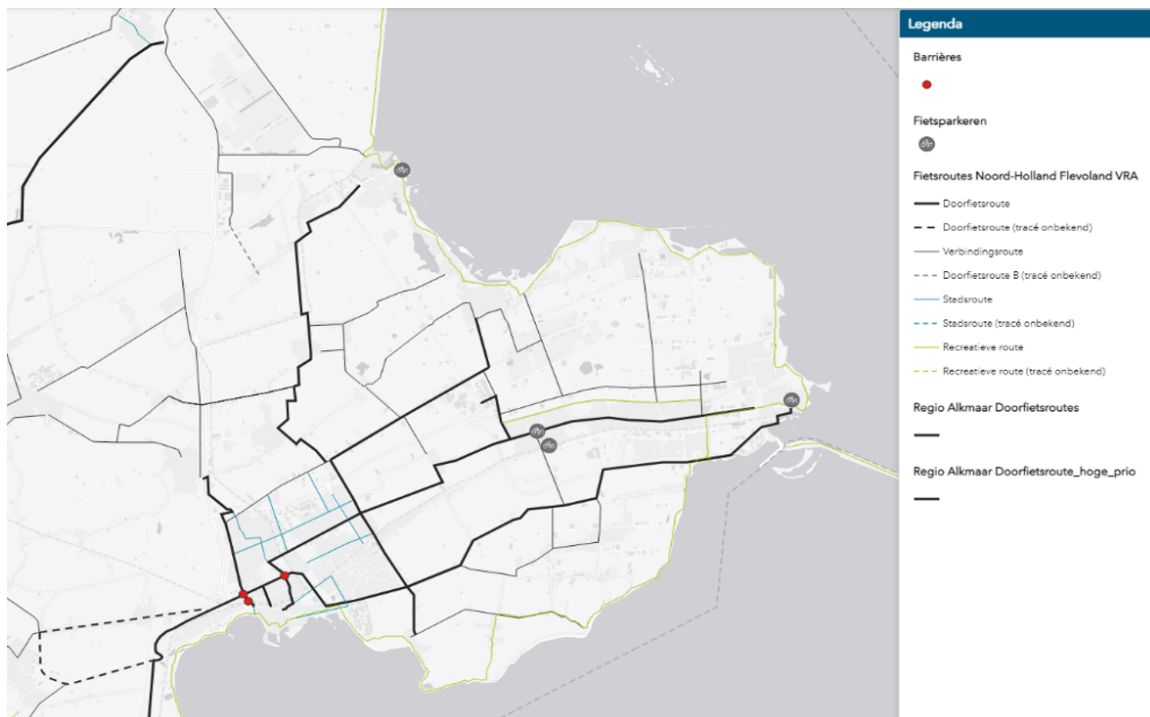 Legenda
Barrières
Fietsparkeren
Fietsroutes Noord-Holland Flevoland VRA
Doorfietsroute
Doorfietsroute (tracé onbekend)
Verbindingsroute
Doorfietsroute B (tracé onbekend)
Stadsroute
Stadsroute (tracé onbekend)
Recreatieve route
Recreatieve route (tracé onbekend)
Regio Alkmaar Doorfietsroutes
Regio Alkmaar Doorfietsroute_hoge_prio